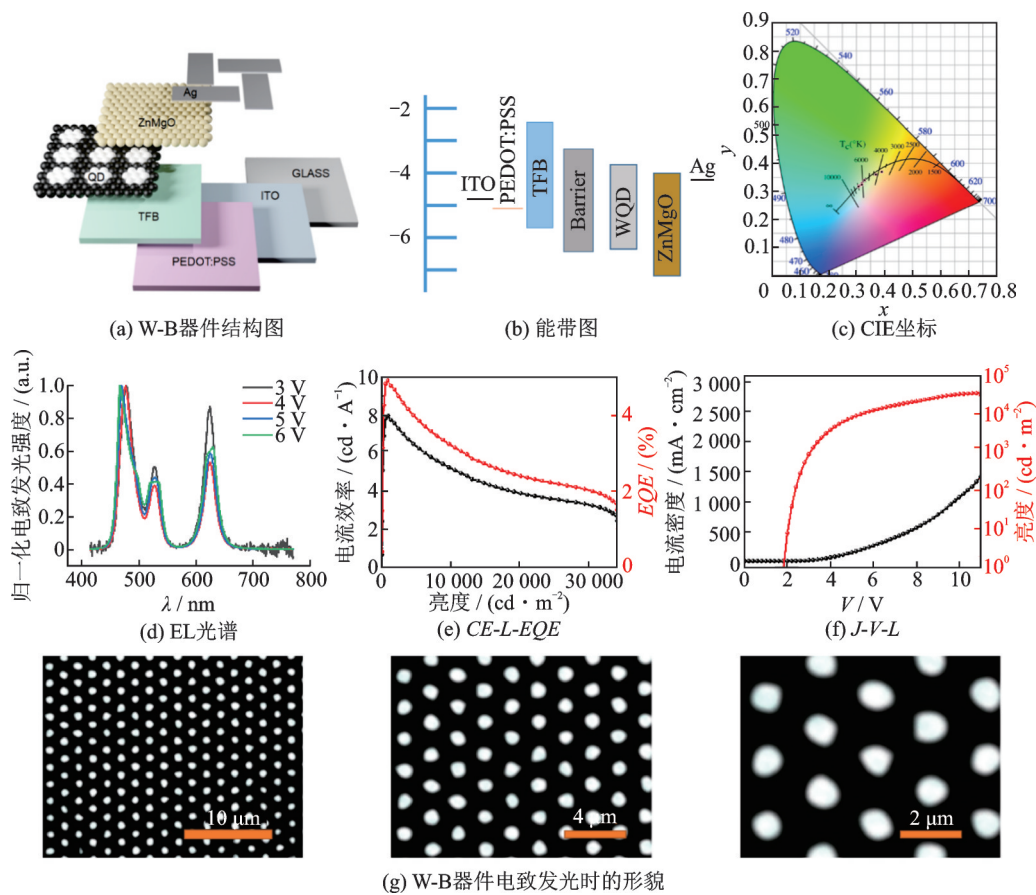 Ag
ZnMgO
QD
GLASS
ITO
TFB
PEDOT:PSS
(a) W-B器件结构图
−2
−4
−6
ITO
PEDOT:PSS
TFB
Barrier
WQD
ZnMgO
Ag
(b) 能带图
0.9
0.8
0.7
0.6
0.5
0.4
0.3
0.2
0.1
0
y
0.1 0.2 0.3 0.4 0.5 0.6 0.7 0.8
x
520
540
560
580
600
620
700
500
480
470
460
Tc(°K)
10000
6000
4000
3000
2500
2000
1500
∞
(c) CIE坐标
归一化电致发光强度 / (a.u.)
1.0
0.8
0.6
0.4
0.2
0
3 V
4 V
5 V
6 V
400 500 600 700 800
λ / nm
(d) EL光谱
电流效率 / (cd · A⁻¹)
10
8
6
4
2
0
4
2
0
EQE / (%)
0 10 000 20 000 30 000
亮度 / (cd · m⁻²)
(e) CE-L-EQE
电流密度 / (mA · cm⁻²)
3 000
2 500
2 000
1 500
1 000
500
0
10⁵
10⁴
10³
10²
10¹
10⁰
亮度 / (cd · m⁻²)
0 2 4 6 8 10
V / V
(f) J-V-L
10 μm
4 μm
2 μm
(g) W-B器件电致发光时的形貌